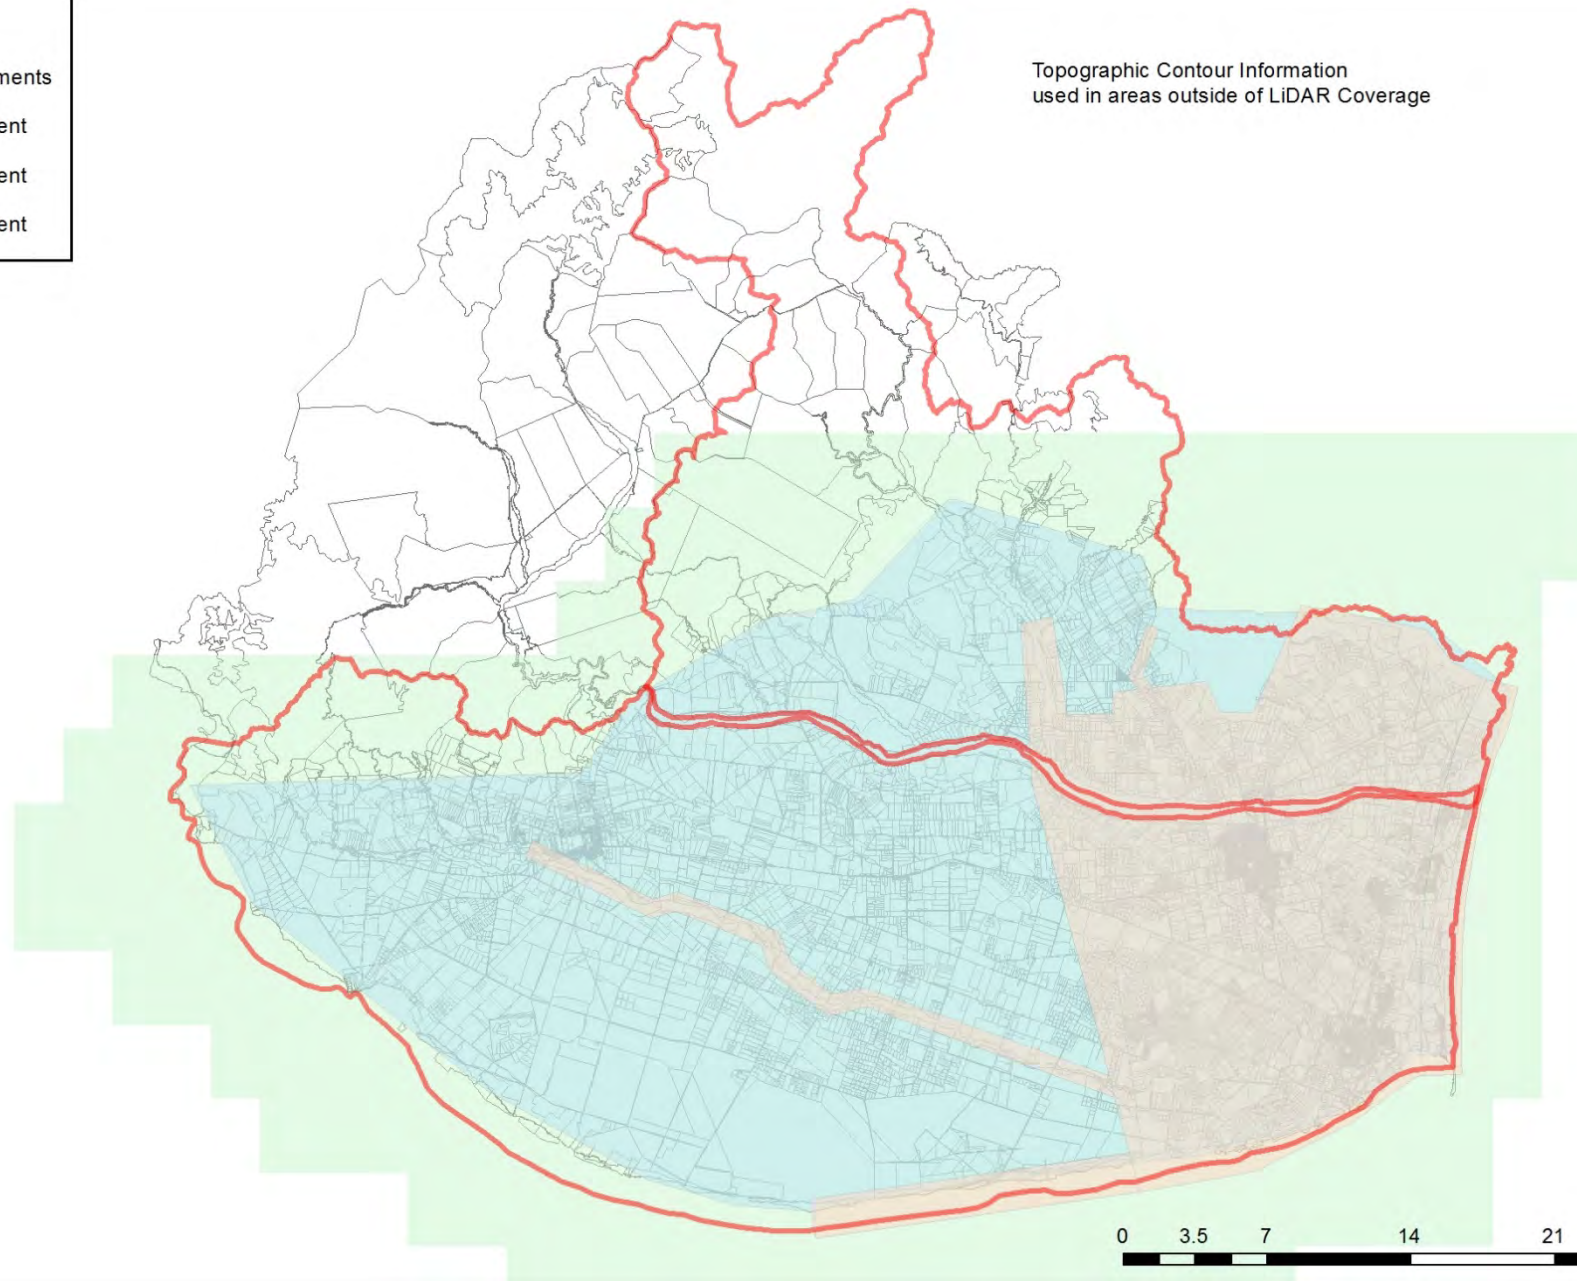 ments
ent
ent
ent
Topographic Contour Information
used in areas outside of LiDAR Coverage
0 3.5 7 14 21